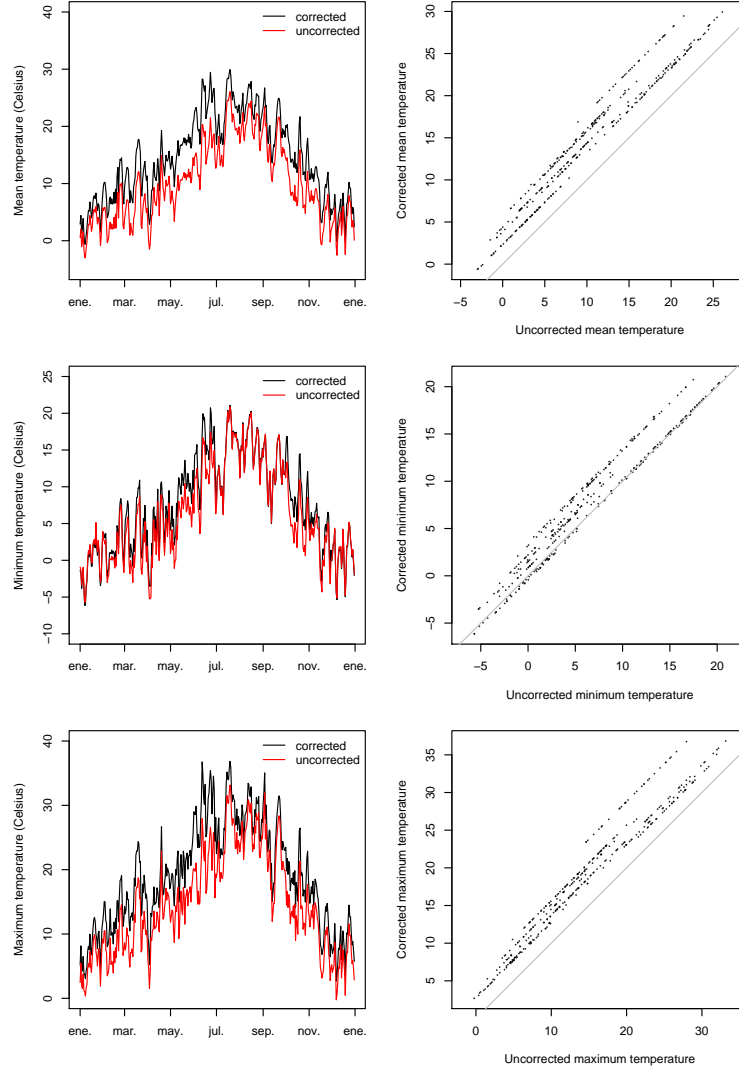 Mean temperature (Celsius)
40
30
20
10
0
corrected
uncorrected
ene. mar. may. jul. sep. nov. ene.
Corrected mean temperature
30
25
20
15
10
5
0
−5 0 5 10 15 20 25
Uncorrected mean temperature
Minimum temperature (Celsius)
25
20
15
10
5
0
−5
−10
corrected
uncorrected
ene. mar. may. jul. sep. nov. ene.
Corrected minimum temperature
20
15
10
5
0
−5
−5 0 5 10 15 20
Uncorrected minimum temperature
Maximum temperature (Celsius)
40
30
20
10
0
corrected
uncorrected
ene. mar. may. jul. sep. nov. ene.
Corrected maximum temperature
35
30
25
20
15
10
5
0 10 20 30
Uncorrected maximum temperature